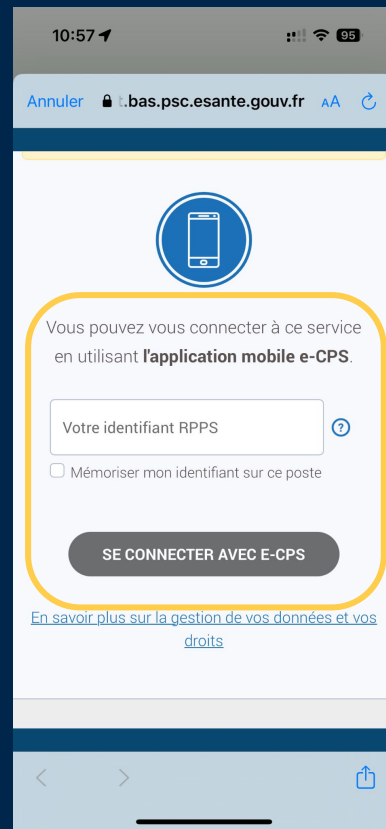 10:57
95
Annuler .bas.psc.esante.gouv.fr AA
Vous pouvez vous connecter à ce service
en utilisant l'application mobile e-CPS.
Votre identifiant RPPS ?
Mémoriser mon identifiant sur ce poste
SE CONNECTER AVEC E-CPS
En savoir plus sur la gestion de vos données et vos
droits